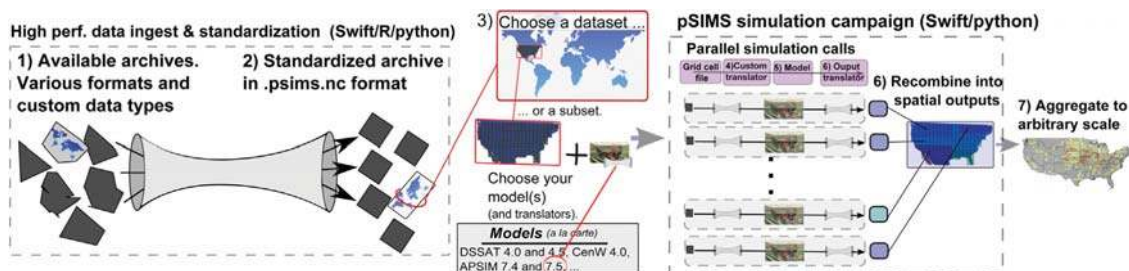 High perf. data ingest & standardization (Swift/R/python)
1) Available archives.
Various formats and
custom data types
2) Standardized archive
in .psims.nc format
3)
Choose a dataset ...
... or a subset.
Choose your
model(s)
(and translators).
Models (a la carte)
DSSAT 4.0 and 4.5, CenW 4.0,
APSIM 7.4 and 7.5, ...
pSIMS simulation campaign (Swift/python)
Parallel simulation calls
Grid cell
file
4)Custom
translator
5) Model
6) Ouput
translator
6) Recombine into
spatial outputs
7) Aggregate to
arbitrary scale